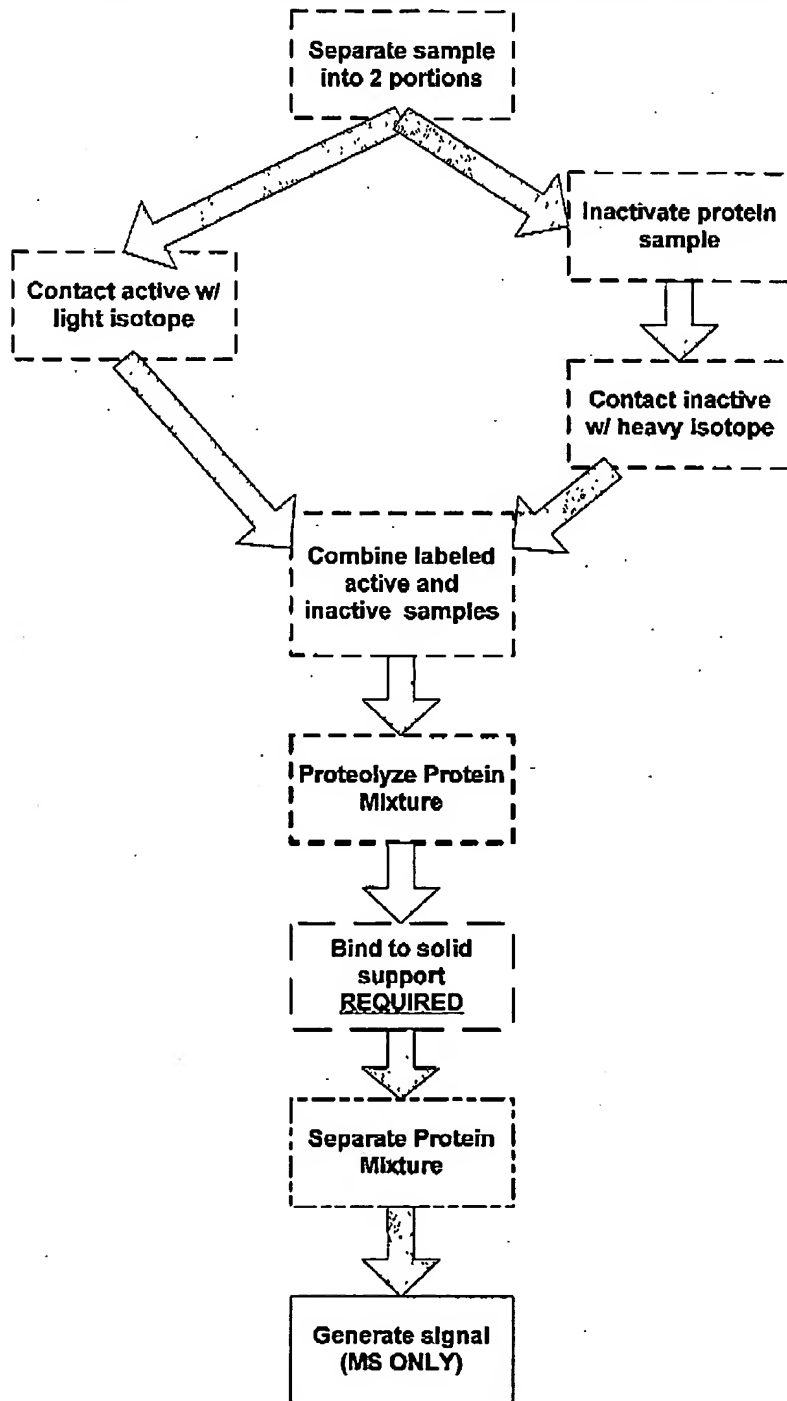 Separate sample
into 2 portions
Inactivate protein
sample
Contact active w/
light isotope
Contact inactive
w/ heavy isotope
Combine labeled
active and
inactive samples
Proteolyze Protein
Mixture
Bind to solid
support
REQUIRED
Separate Protein
Mixture
Generate signal
(MS ONLY)